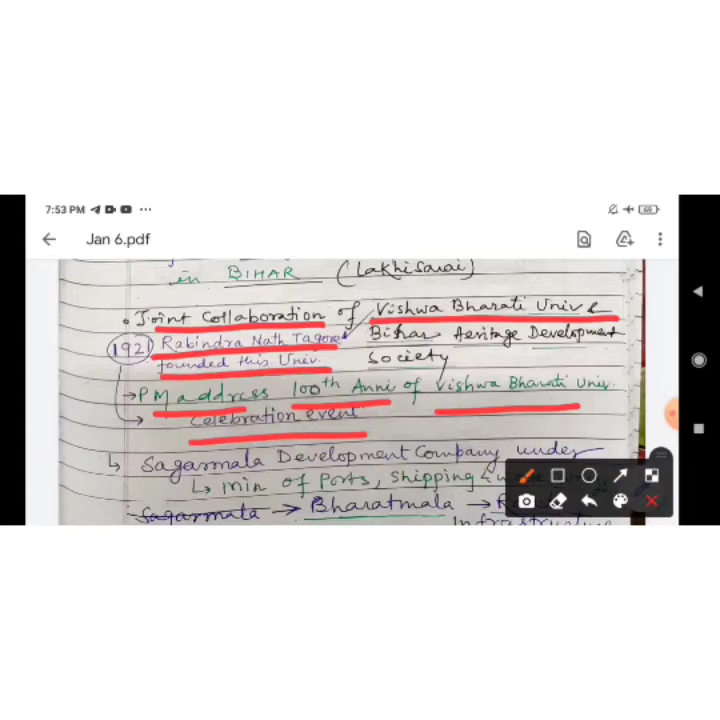 7:53 PM ... 69
Jan 6.pdf
in BIHAR (Lakhisarai)
• Joint Collaboration of Vishwa Bharati Univ &
1921 Rabindra Nath Tagore Bihar Heritage Development
founded this Univ. Society
→ PM address 100th Anni of Vishwa Bharati Univ.
→ celebration event
↳ Sagarmala Development Company under
↳ min of Ports, Shipping &
Sagarmala → Bharatmala →
Infrastructure